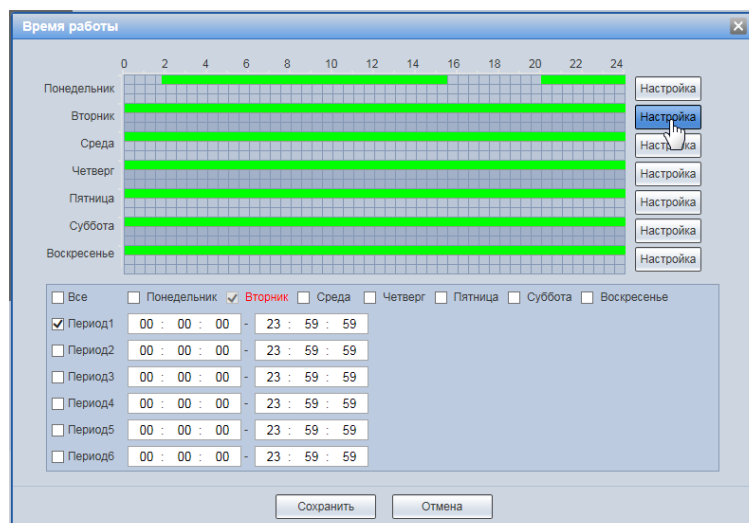 Время работы
0 2 4 6 8 10 12 14 16 18 20 22 24
Понедельник Настройка
Вторник Настройка
Среда Настройка
Четверг Настройка
Пятница Настройка
Суббота Настройка
Воскресенье Настройка
Все Понедельник Вторник Среда Четверг Пятница Суббота Воскресенье
Период1 00 : 00 : 00 - 23 : 59 : 59
Период2 00 : 00 : 00 - 23 : 59 : 59
Период3 00 : 00 : 00 - 23 : 59 : 59
Период4 00 : 00 : 00 - 23 : 59 : 59
Период5 00 : 00 : 00 - 23 : 59 : 59
Период6 00 : 00 : 00 - 23 : 59 : 59
Сохранить Отмена